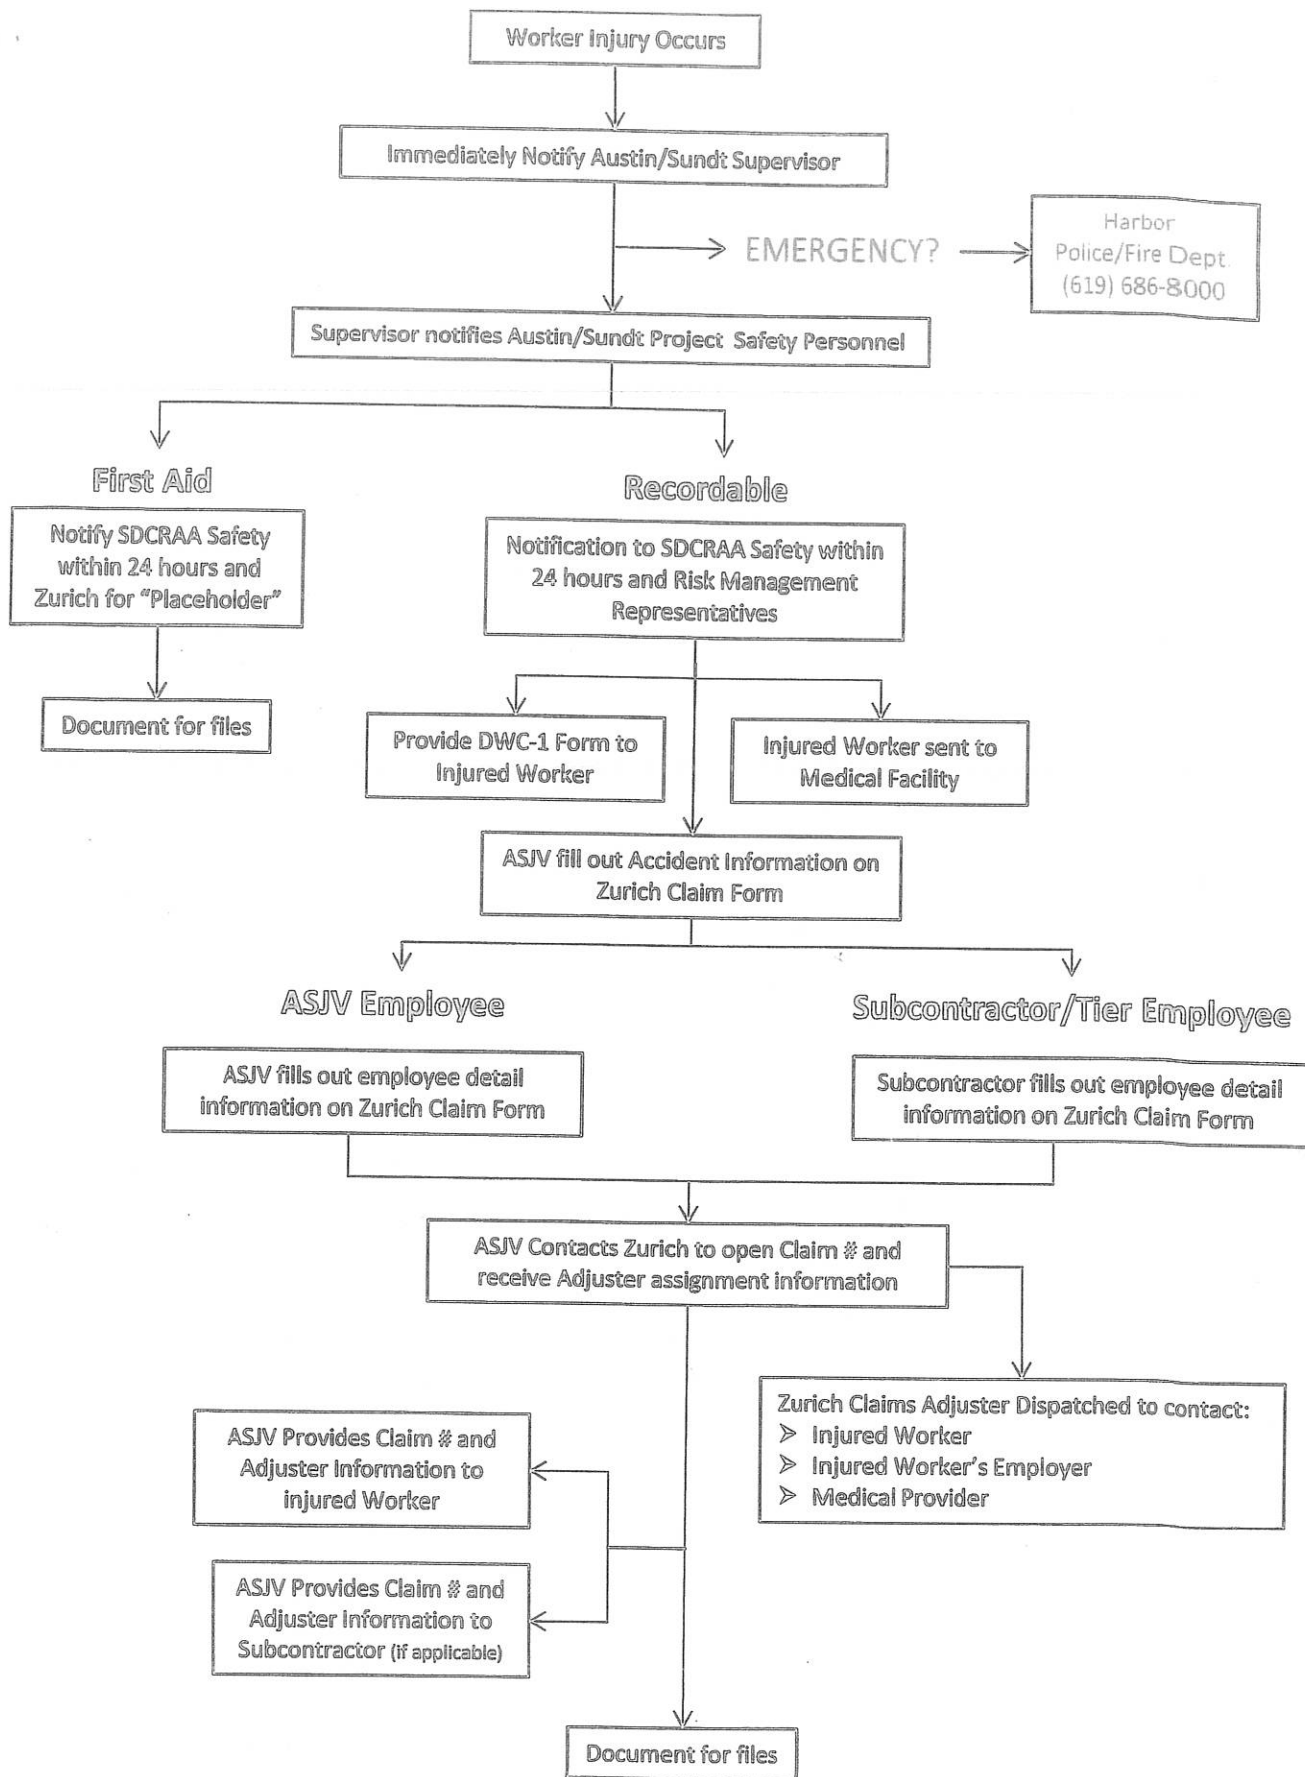 Worker Injury Occurs
Immediately Notify Austin/Sundt Supervisor
EMERGENCY?
Harbor
Police/Fire Dept.
(619) 686-8000
Supervisor notifies Austin/Sundt Project Safety Personnel
First Aid
Notify SDCRAA Safety
within 24 hours and
Zurich for “Placeholder”
Document for files
Recordable
Notification to SDCRAA Safety within
24 hours and Risk Management
Representatives
Provide DWC-1 Form to
Injured Worker
Injured Worker sent to
Medical Facility
ASJV fill out Accident Information on
Zurich Claim Form
ASJV Employee
ASJV fills out employee detail
information on Zurich Claim Form
Subcontractor/Tier Employee
Subcontractor fills out employee detail
information on Zurich Claim Form
ASJV Contacts Zurich to open Claim # and
receive Adjuster assignment information
Zurich Claims Adjuster Dispatched to contact:
➢ Injured Worker
➢ Injured Worker’s Employer
➢ Medical Provider
ASJV Provides Claim # and
Adjuster Information to
injured Worker
ASJV Provides Claim # and
Adjuster Information to
Subcontractor (if applicable)
Document for files